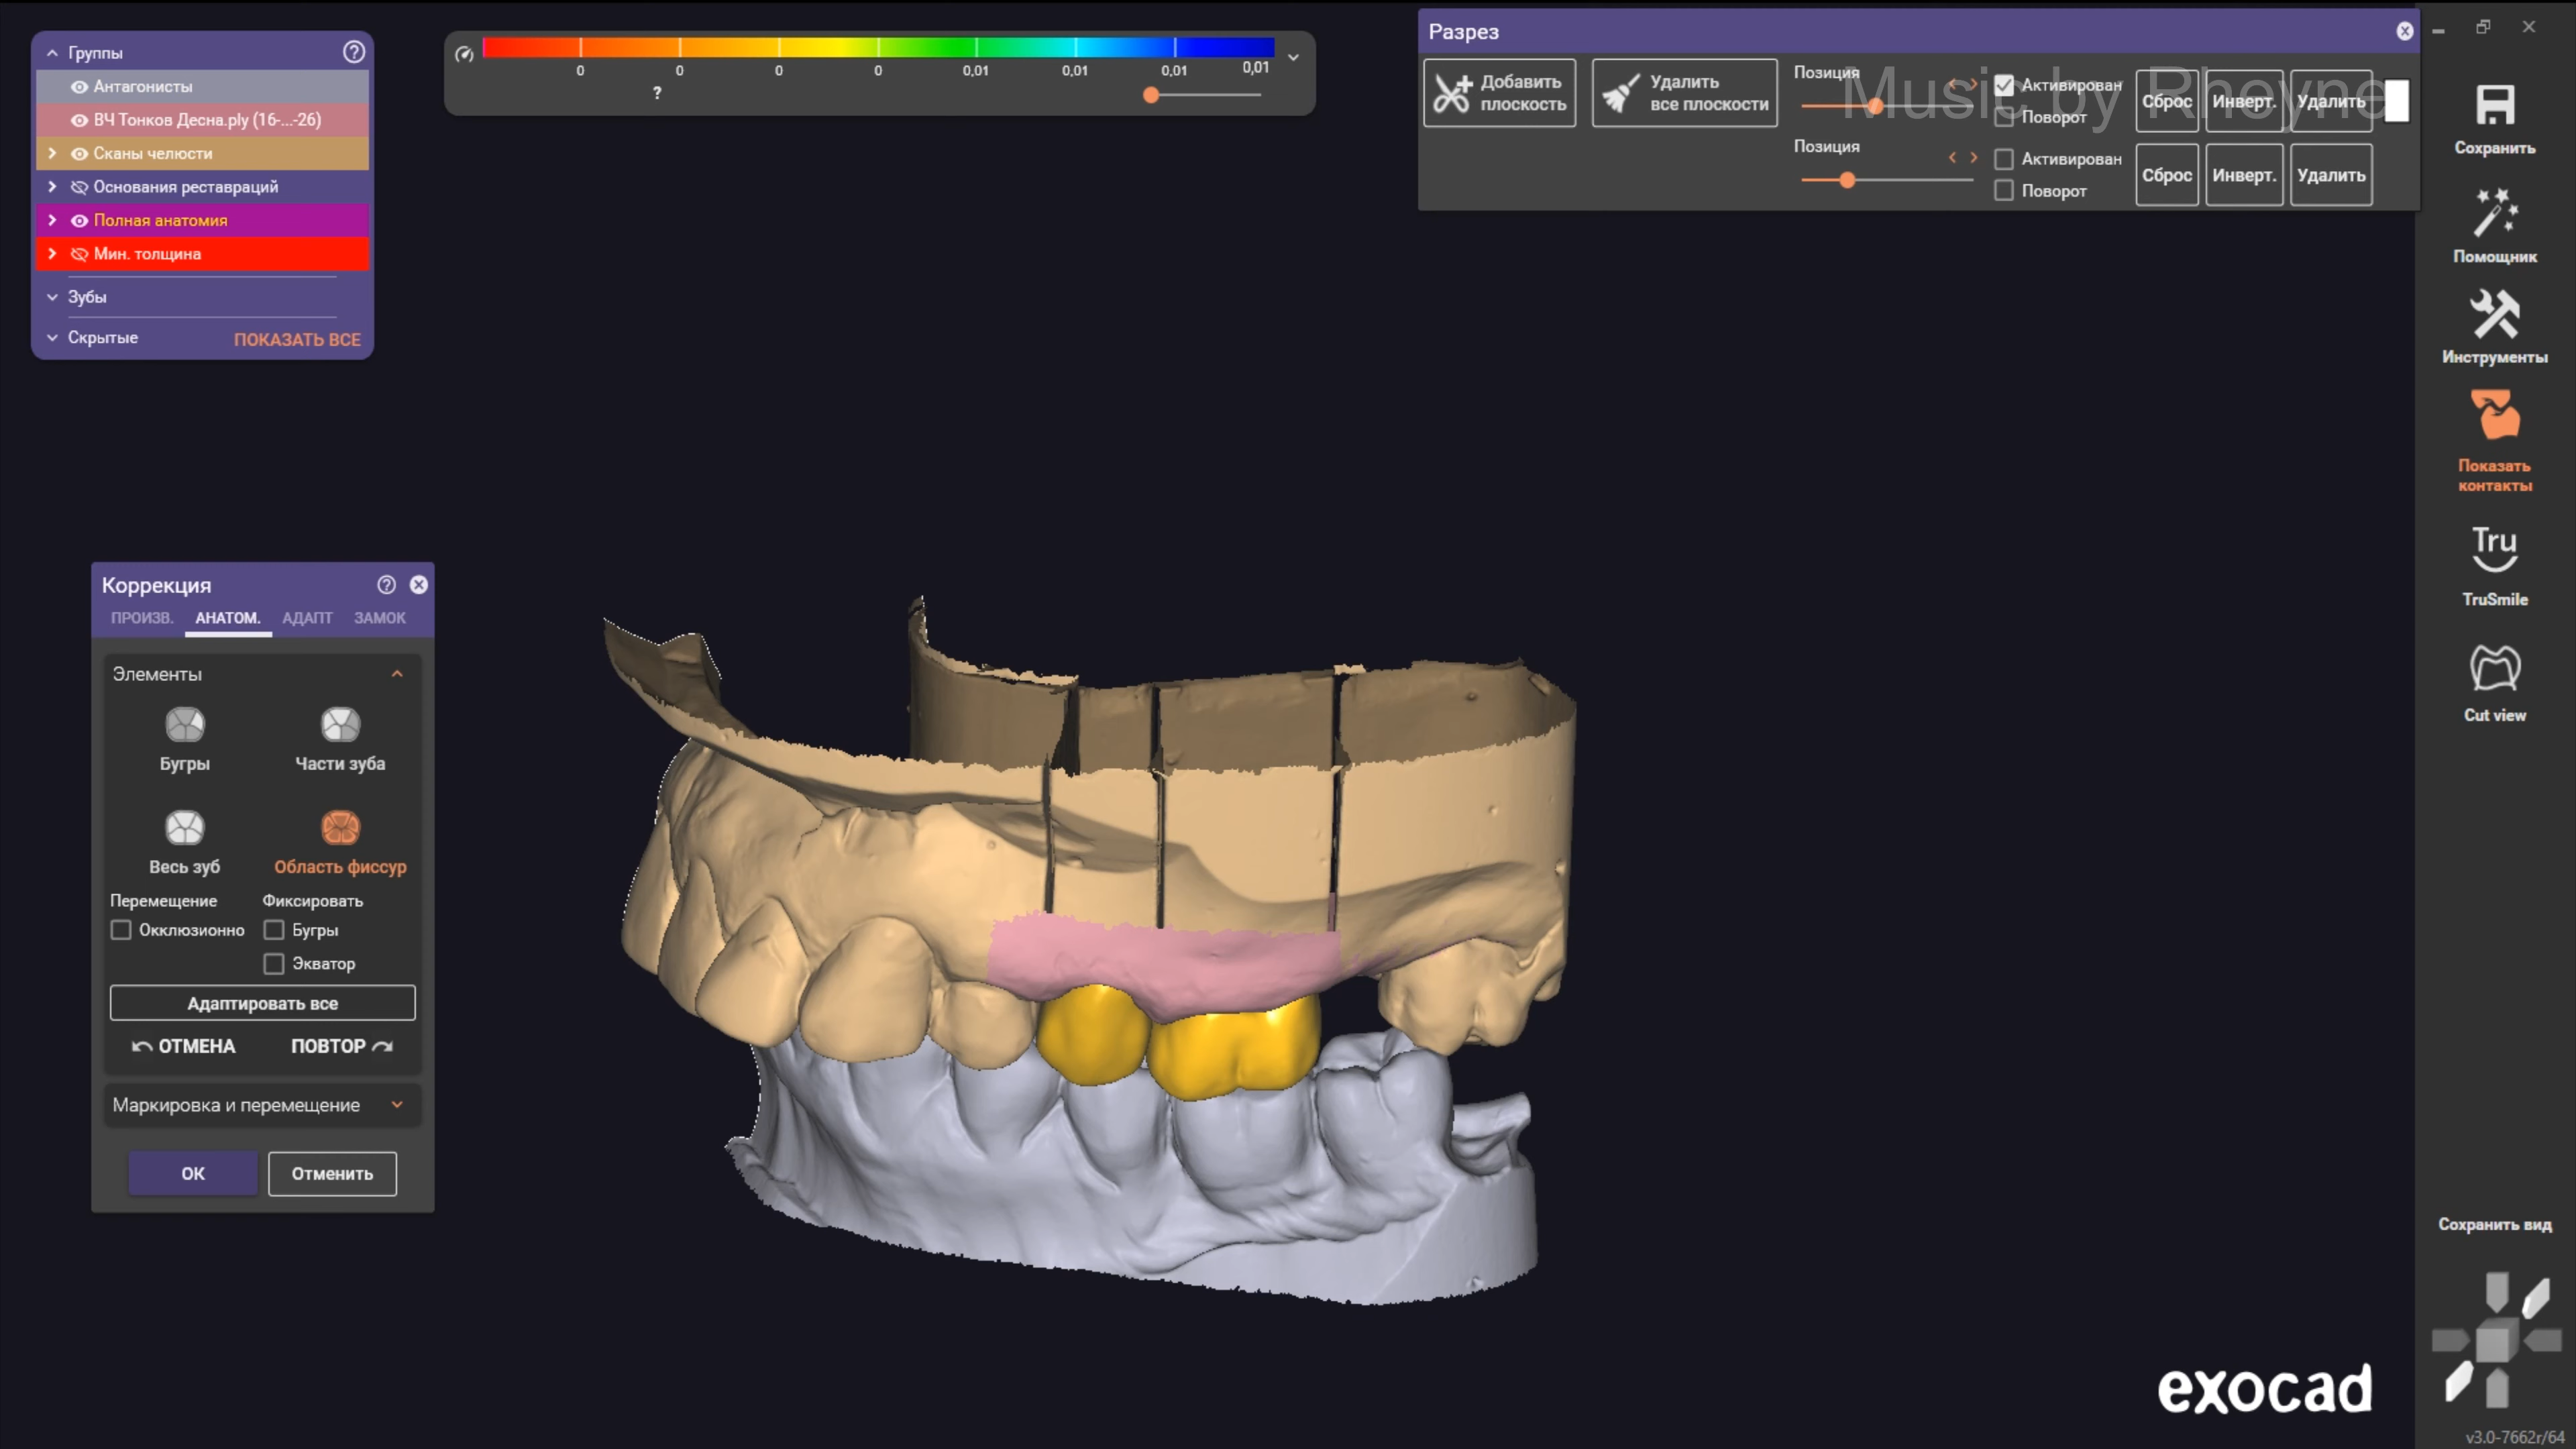 Группы
Антагонисты
ВЧ Тонков Десна.ply (16-...-26)
Сканы челюсти
Основания реставраций
Полная анатомия
Мин. толщина
Зубы
Скрытые ПОКАЗАТЬ ВСЕ
0 0 0 0 0,01 0,01 0,01 0,01
?
Разрез
Добавить
плоскость
Удалить
все плоскости
Позиция
Активирован
Поворот
Сброс Инверт. Удалить
Music by Rheyne
Позиция
Активирован
Поворот
Сброс Инверт. Удалить
Сохранить
Помощник
Инструменты
Показать
контакты
Tru
TruSmile
Cut view
Коррекция
ПРОИЗВ. АНАТОМ. АДАПТ ЗАМОК
Элементы
Бугры Части зуба
Весь зуб Область фиссур
Перемещение Фиксировать
Окклюзионно Бугры
Экватор
Адаптировать все
ОТМЕНА ПОВТОР
Маркировка и перемещение
ОК Отменить
Сохранить вид
exocad
v3.0-7662r/64